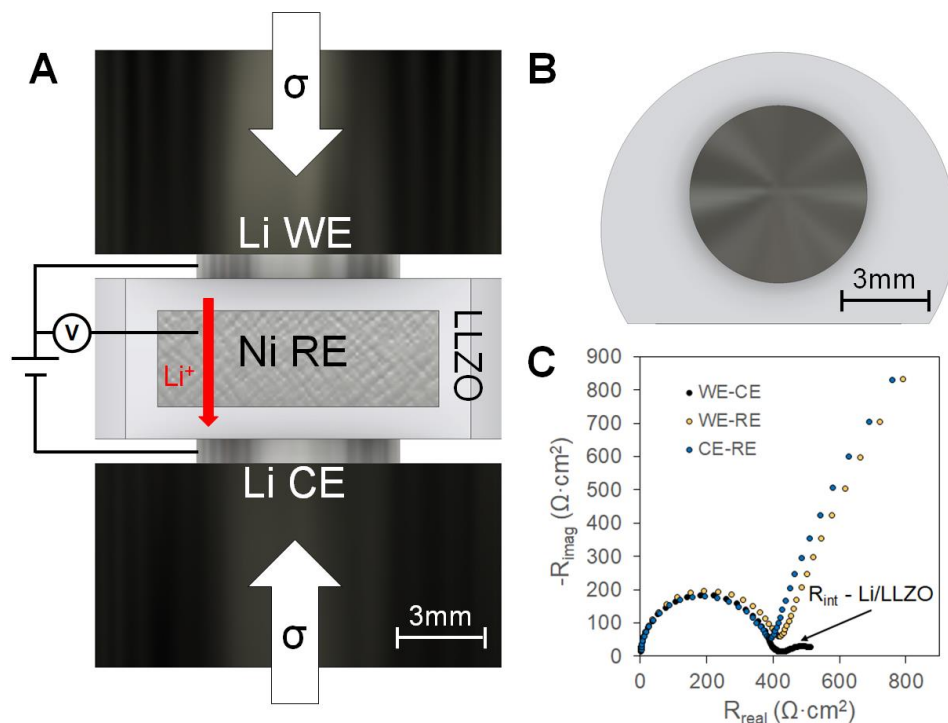 A
σ
Li WE
V
Li⁺
Ni RE
LLZO
Li CE
σ
3mm
B
3mm
C
900
800
700
600
500
400
300
200
100
0
-R_imag (Ω·cm²)
WE-CE
WE-RE
CE-RE
R_int - Li/LLZO
0 200 400 600 800
R_real (Ω·cm²)